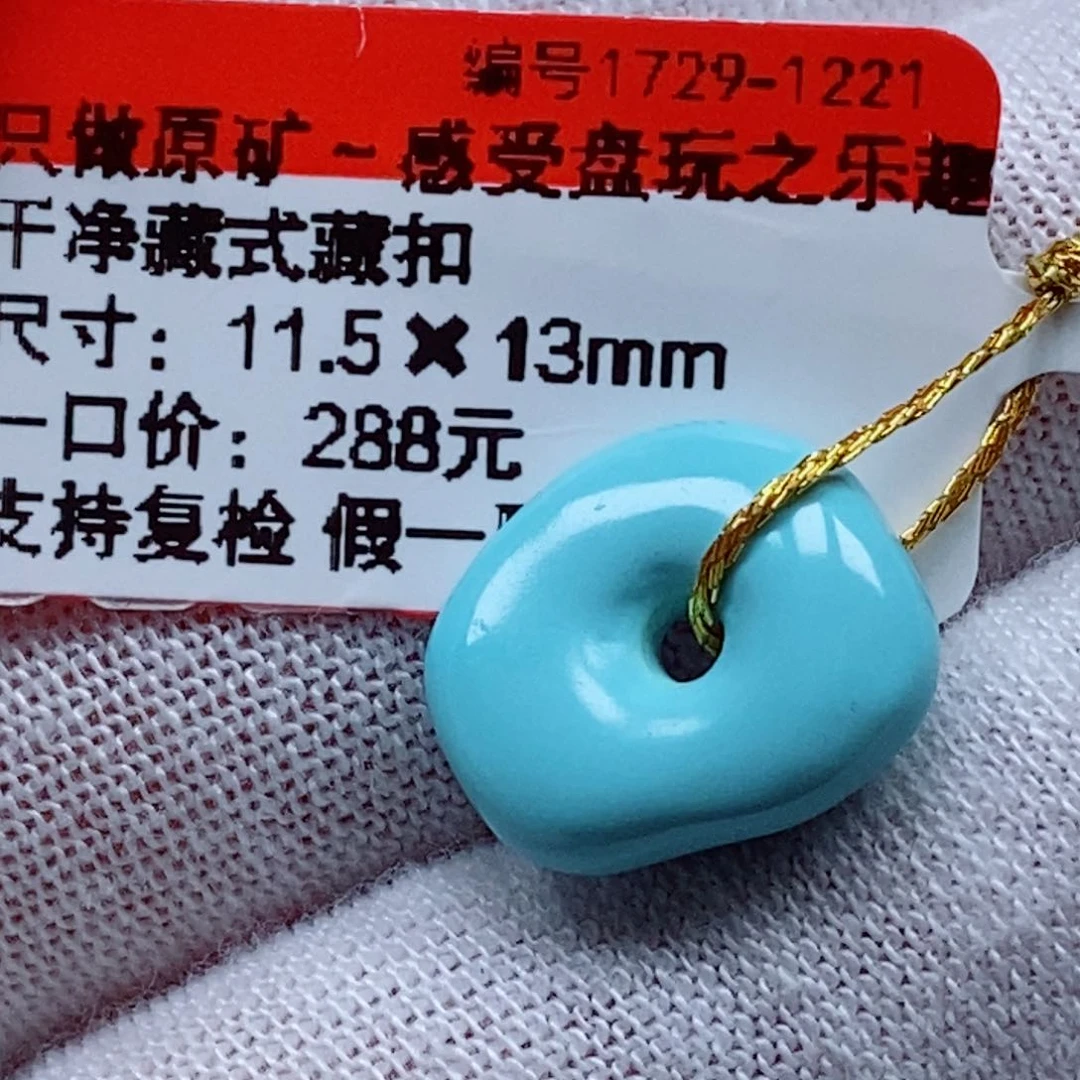 编号1729-1221
只做原矿~感受盘玩之乐趣
干净藏式藏扣
尺寸：11.5×13mm
一口价：288元
支持复检 假一